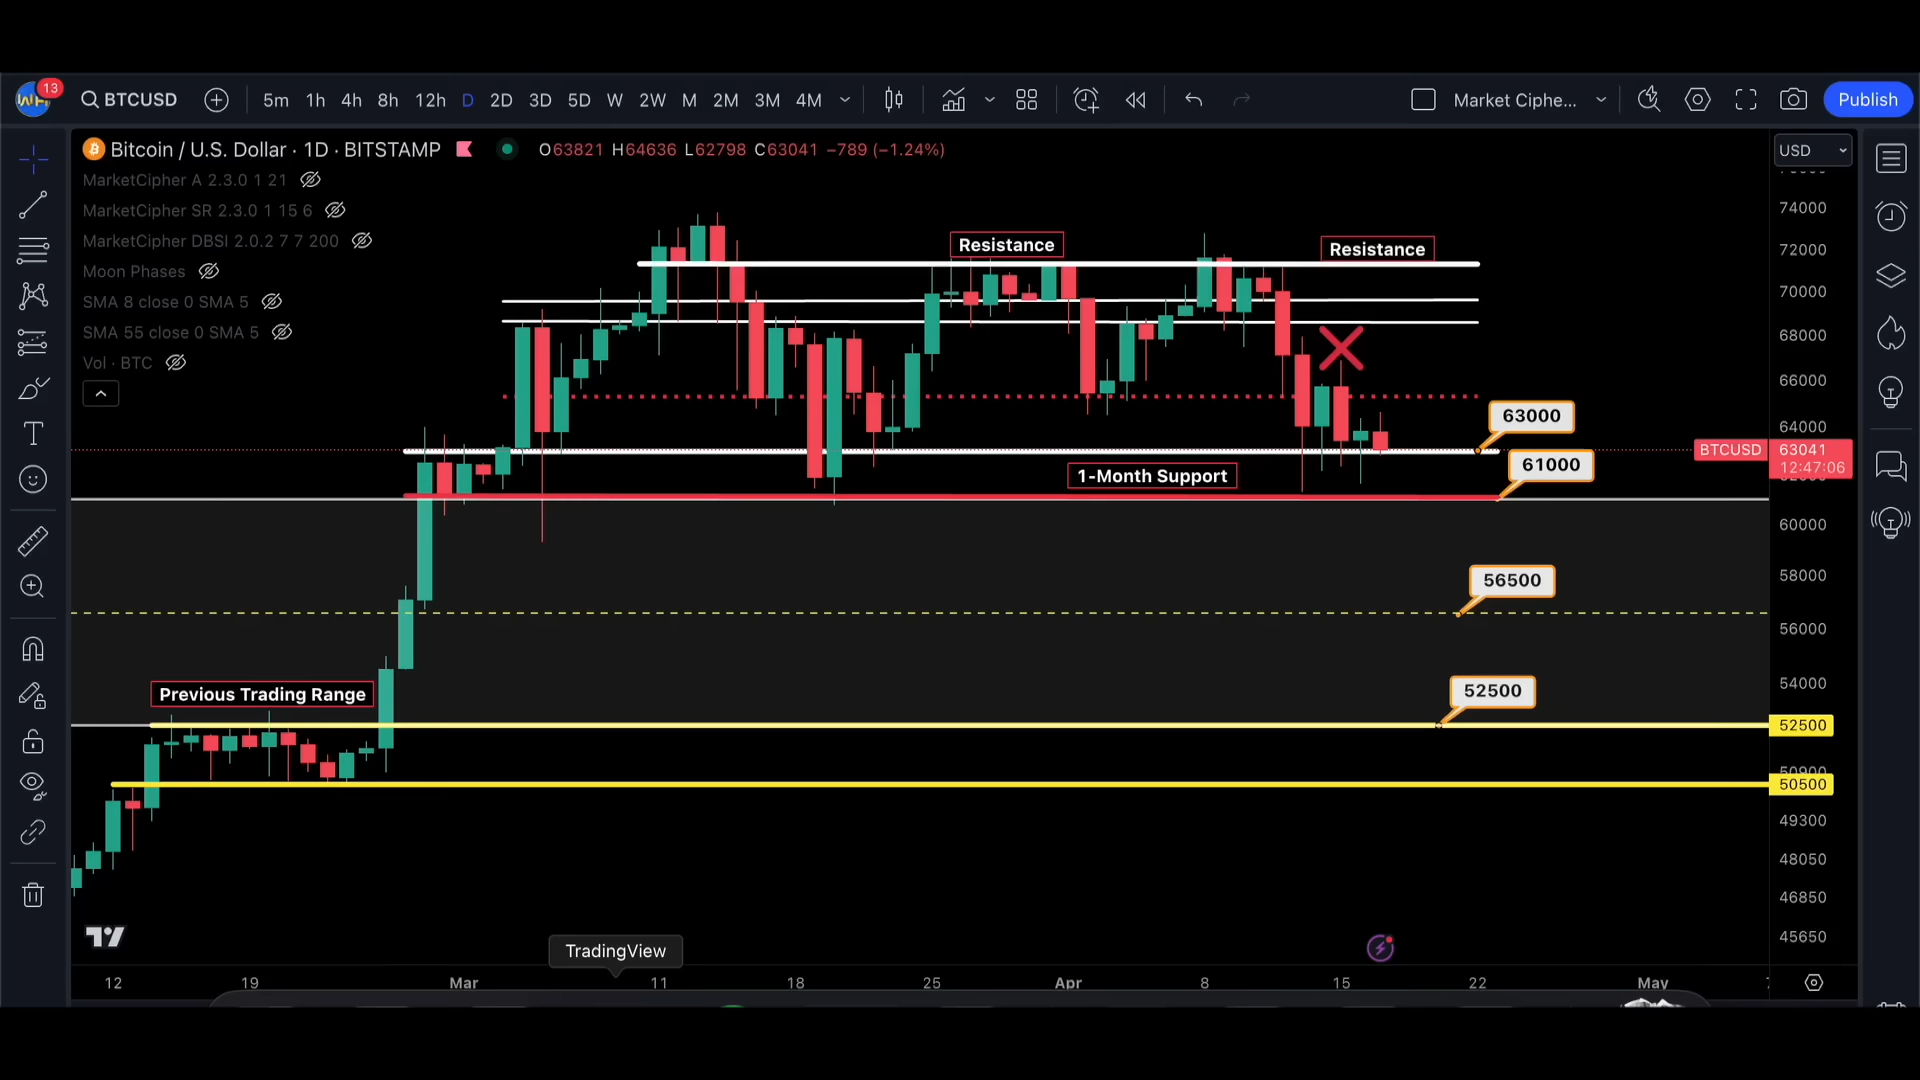 13
BTCUSD
5m 1h 4h 8h 12h D 2D 3D 5D W 2W M 2M 3M 4M
Market Ciphe...
Publish
Bitcoin / U.S. Dollar · 1D · BITSTAMP
O63821 H64636 L62798 C63041 −789 (−1.24%)
USD
MarketCipher A 2.3.0 1 21
MarketCipher SR 2.3.0 1 15 6
MarketCipher DBSI 2.0.2 7 7 200
Moon Phases
SMA 8 close 0 SMA 5
SMA 55 close 0 SMA 5
Vol · BTC
Resistance
Resistance
74000
72000
70000
68000
66000
63000
64000
BTCUSD 63041
12:47:06
61000
1-Month Support
60000
56500
58000
56000
52500
Previous Trading Range
54000
52500
50500
49300
48050
46850
45650
TradingView
12 19 Mar 11 18 25 Apr 8 15 22 May